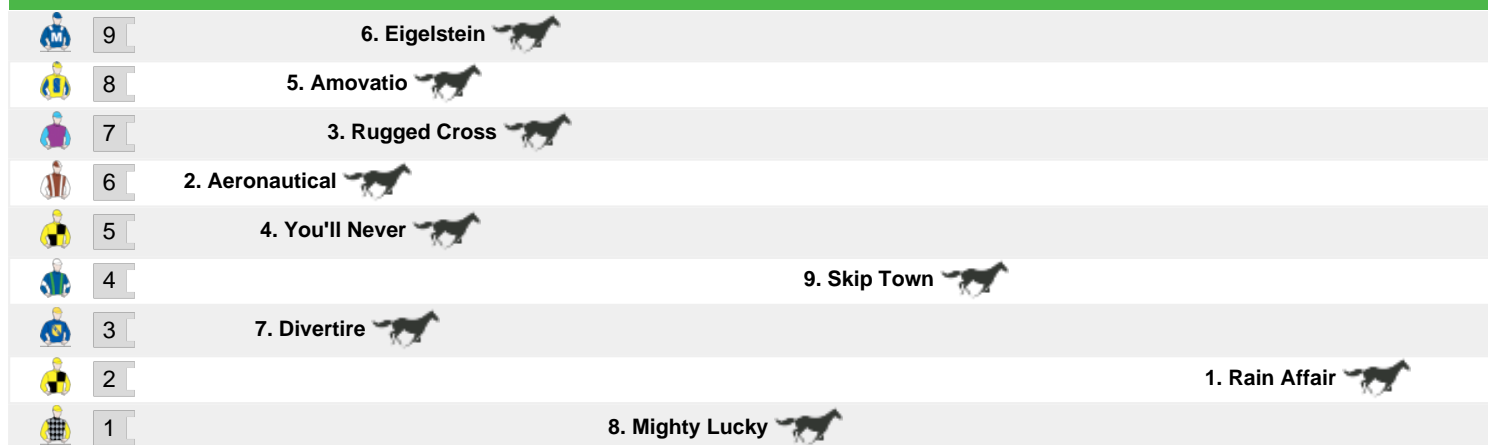 9 6. Eigelstein
M
8 5. Amovatio
7 3. Rugged Cross
6 2. Aeronautical
5 4. You'll Never
4 9. Skip Town
3 7. Divertire
2 1. Rain Affair
1 8. Mighty Lucky